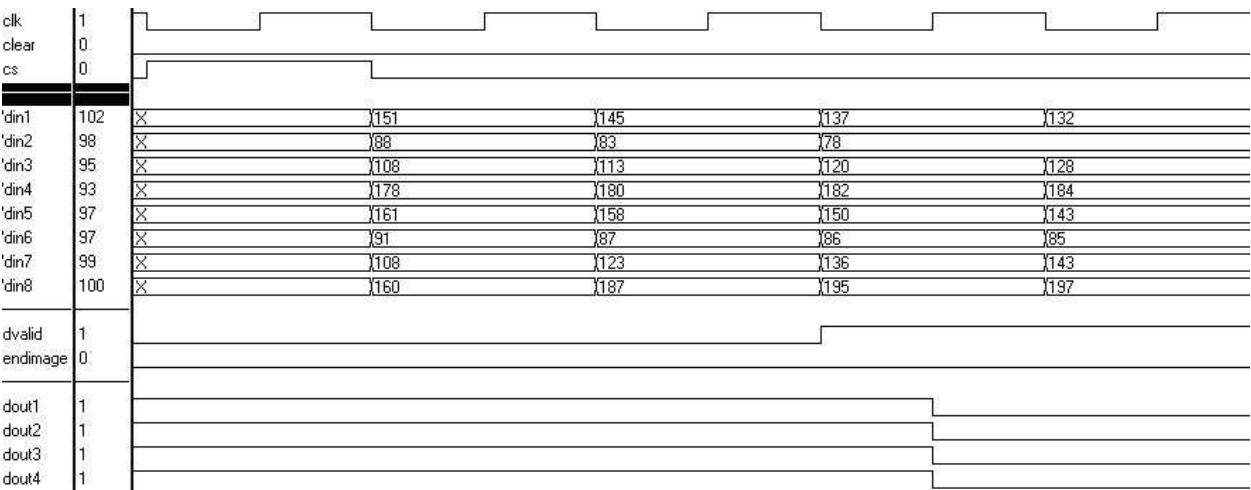 clk 1
clear 0
cs 0
'din1 102 X 151 145 137 132
'din2 98 X 88 83 78
'din3 95 X 108 113 120 128
'din4 93 X 178 180 182 184
'din5 97 X 161 158 150 143
'din6 97 X 91 87 86 85
'din7 99 X 108 123 136 143
'din8 100 X 160 187 195 197
dvalid 1
endimage 0
dout1 1
dout2 1
dout3 1
dout4 1